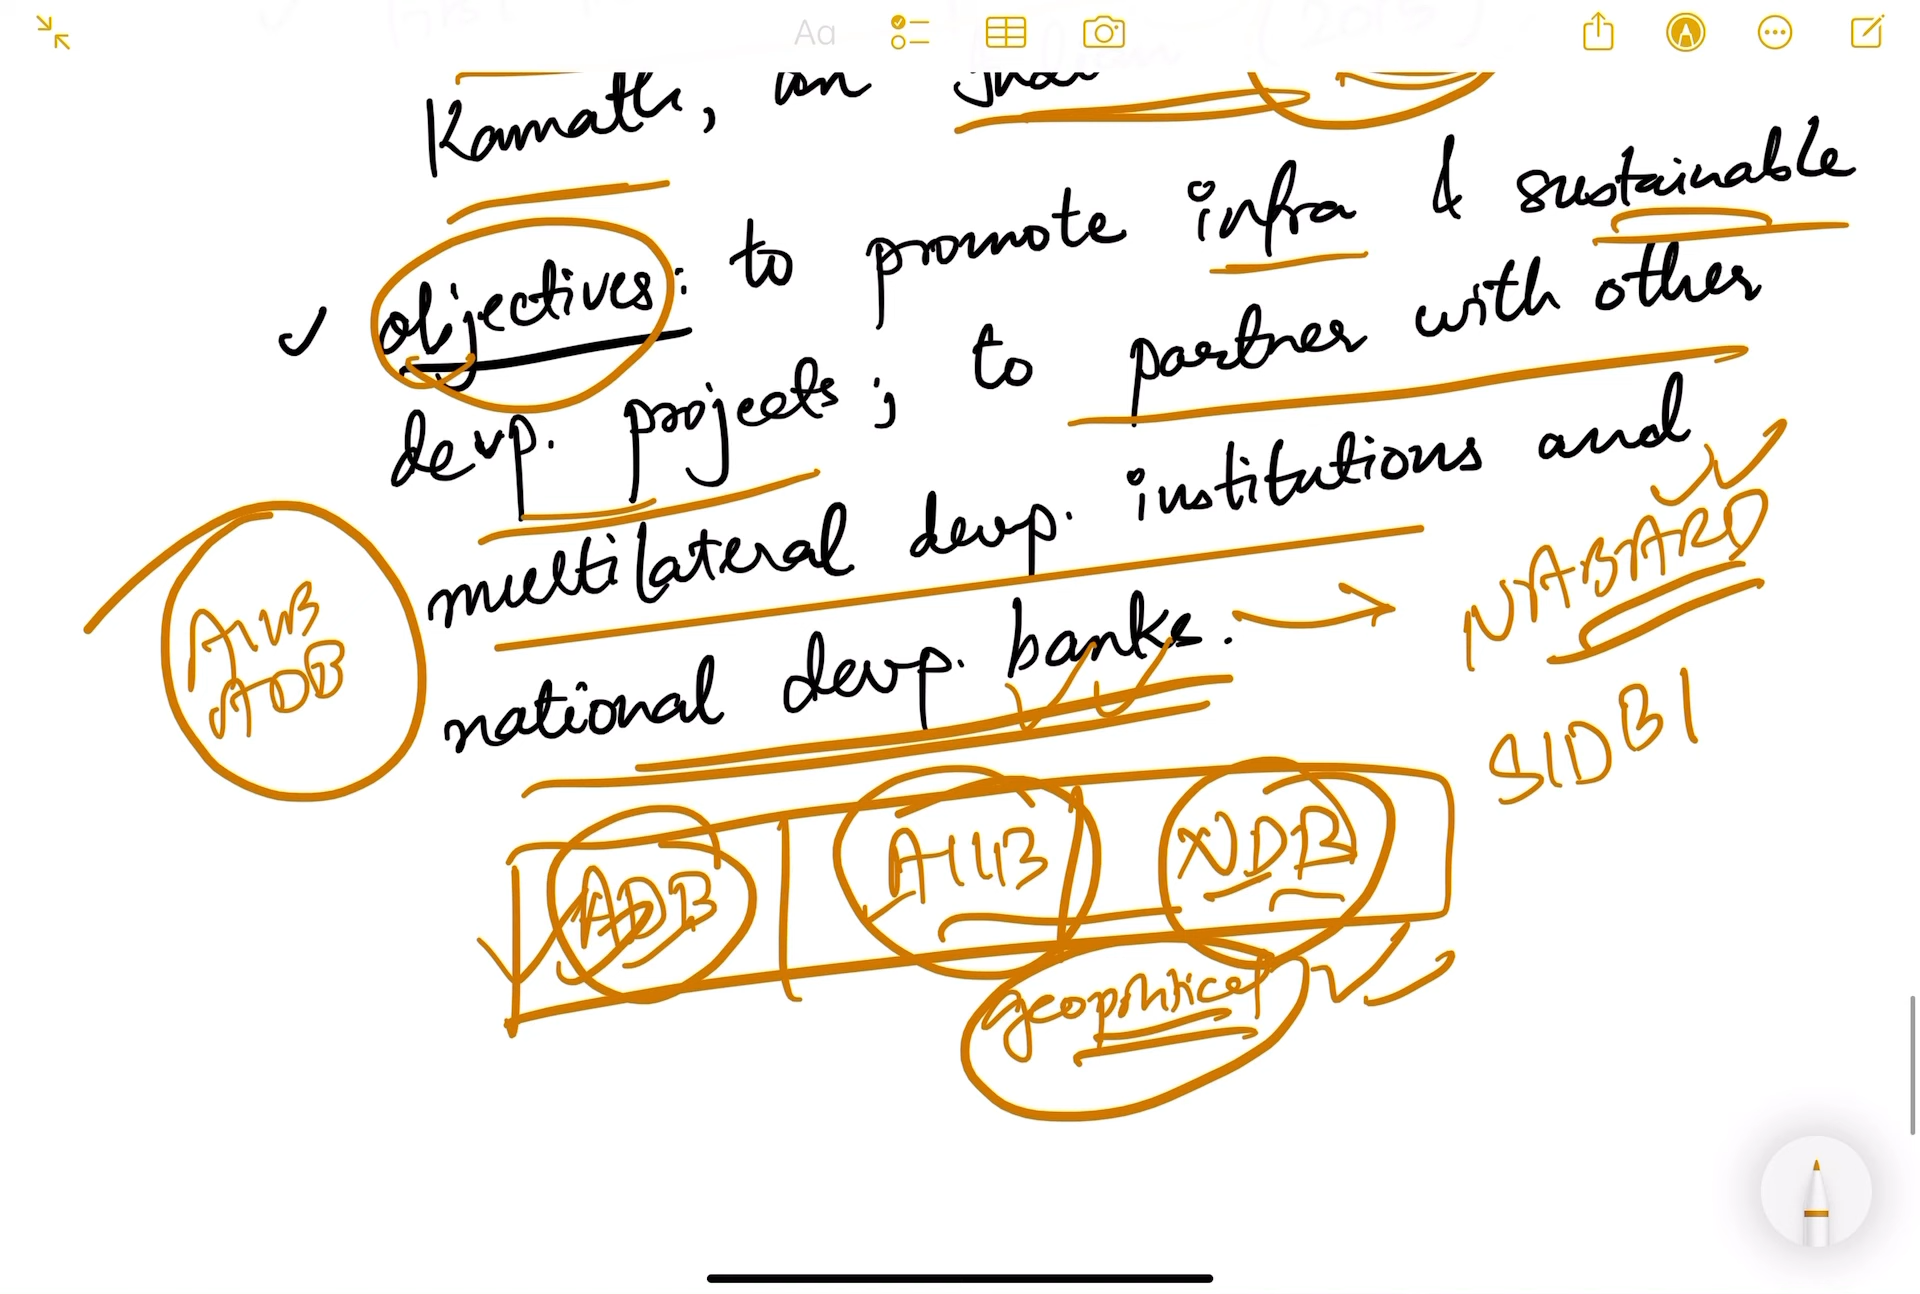 Aa
Kamath, an
objectives: to promote infra & sustainable
devp. projects; to partner with other
multilateral devp. institutions and
national devp. banks. → NABARD
SIDBI
AIIB
ADB
ADB AIIB NDB
geopolitical